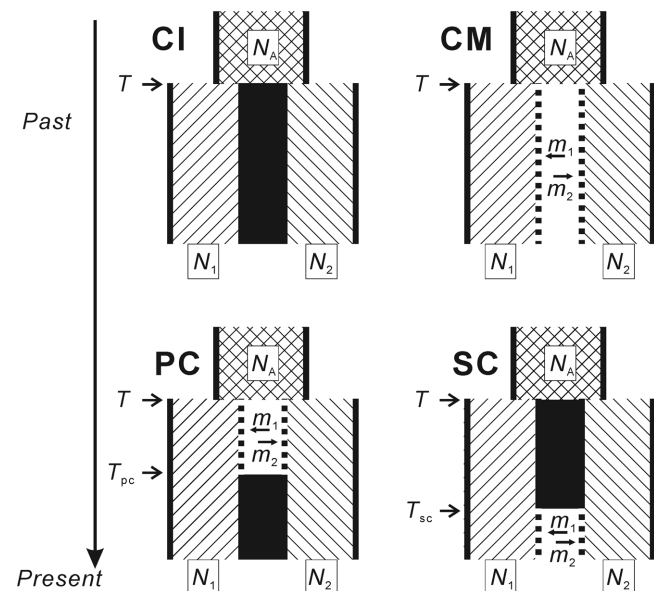 CI
N_A
CM
N_A
T
T
Past
m_1
m_2
N_1
N_2
N_1
N_2
PC
N_A
SC
N_A
T
T
m_1
m_2
T_pc
T_sc
m_1
m_2
Present
N_1
N_2
N_1
N_2